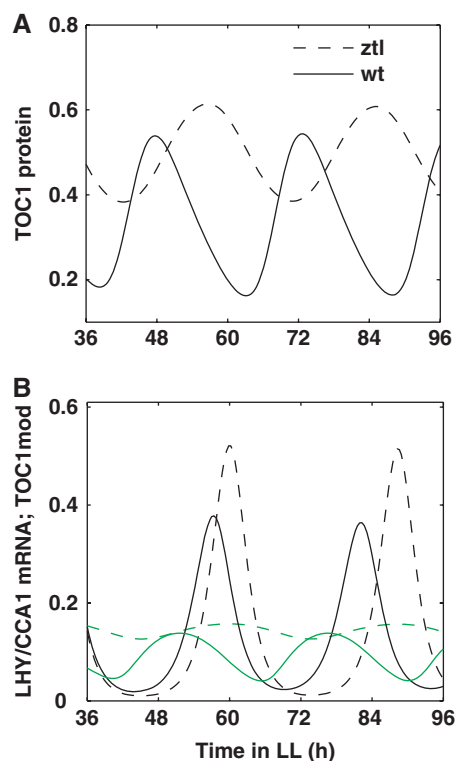 A
0.8
ztl
wt
0.6
0.4
0.2
TOC1 protein
36 48 60 72 84 96
B
0.6
0.4
0.2
0
LHY/CCA1 mRNA; TOC1mod
36 48 60 72 84 96
Time in LL (h)